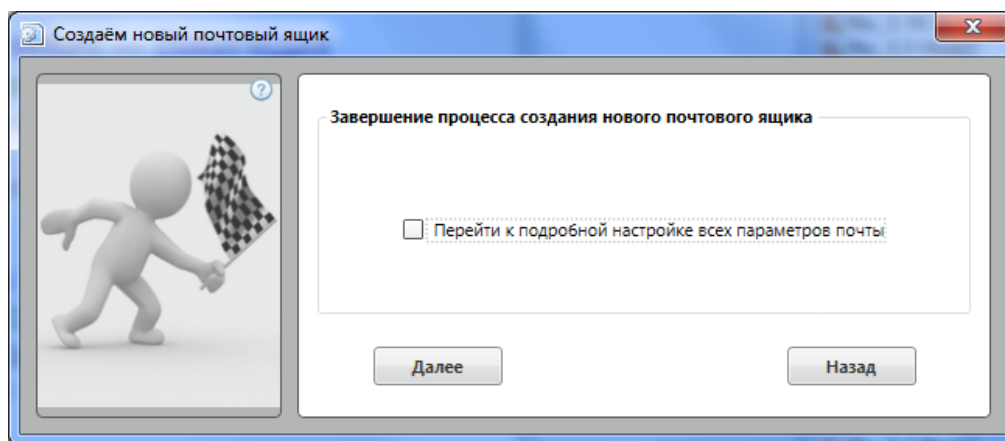 Создаём новый почтовый ящик
?
Завершение процесса создания нового почтового ящика
Перейти к подробной настройке всех параметров почты
Далее
Назад